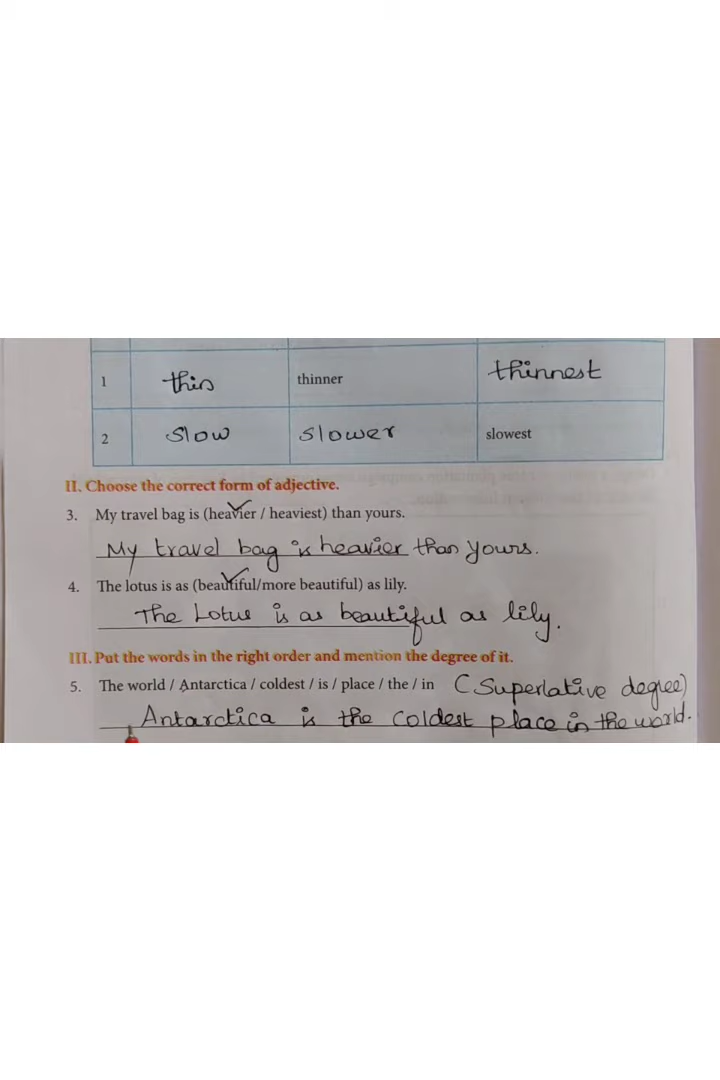 1 thin thinner thinnest
2 slow slower slowest
II. Choose the correct form of adjective.
3. My travel bag is (heavier / heaviest) than yours.
My travel bag is heavier than yours.
4. The lotus is as (beautiful/more beautiful) as lily.
The Lotus is as beautiful as lily.
III. Put the words in the right order and mention the degree of it.
5. The world / Antarctica / coldest / is / place / the / in (Superlative degree)
Antarctica is the coldest place in the world.